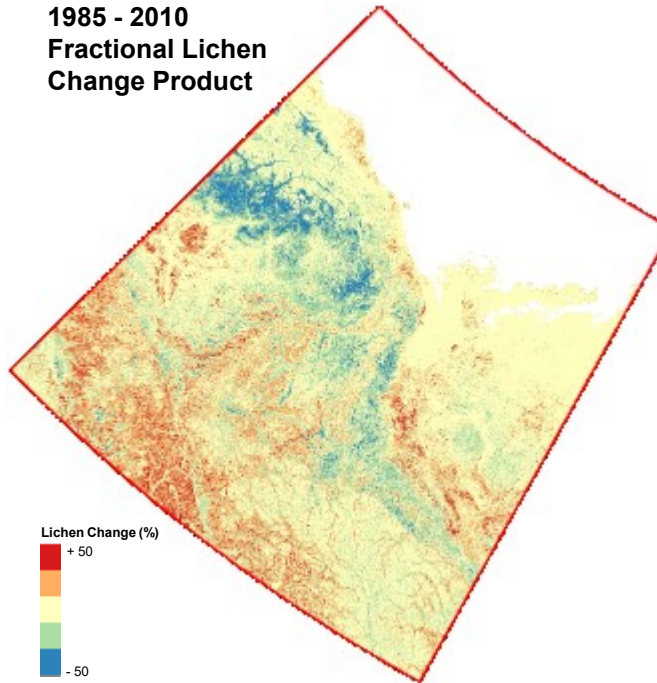 1985 - 2010
Fractional Lichen
Change Product
Lichen Change (%)
+ 50
- 50